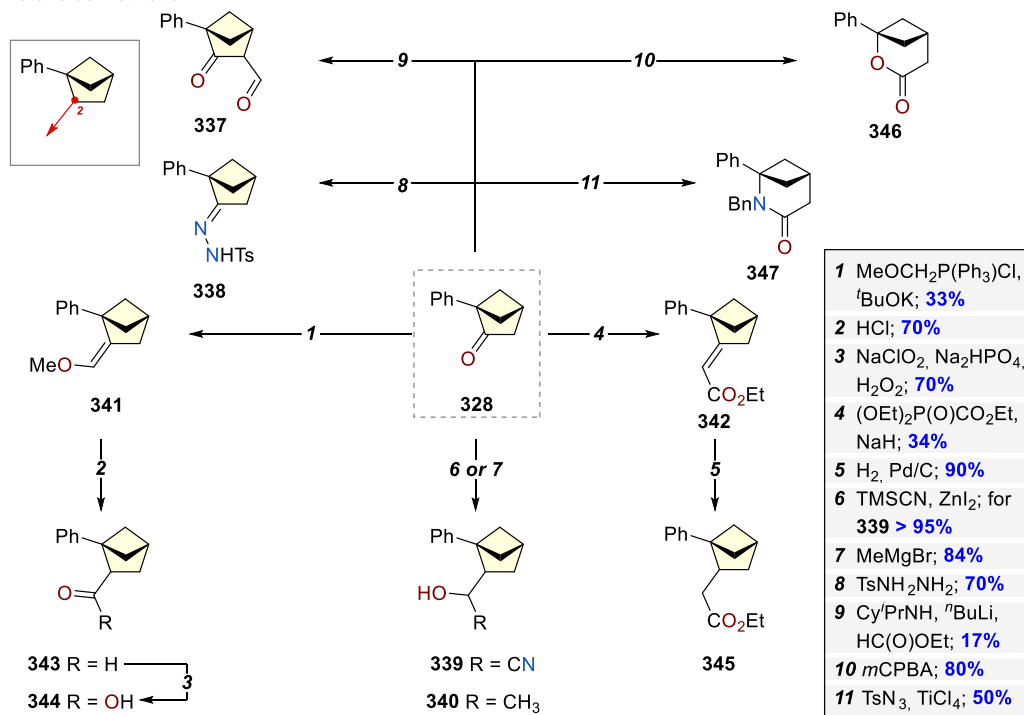 Ph
2
Ph
O
O
337
9
10
Ph
O
O
346
Ph
N
NHTs
338
8
11
Ph
BnN
O
347
Ph
MeO
341
1
Ph
O
328
4
Ph
CO2Et
342
2
6 or 7
5
Ph
O
R
343 R = H
3
344 R = OH
Ph
HO
R
339 R = CN
340 R = CH3
Ph
CO2Et
345
1 MeOCH2P(Ph3)Cl,
tBuOK; 33%
2 HCl; 70%
3 NaClO2, Na2HPO4,
H2O2; 70%
4 (OEt)2P(O)CO2Et,
NaH; 34%
5 H2, Pd/C; 90%
6 TMSCN, ZnI2; for
339 > 95%
7 MeMgBr; 84%
8 TsNH2NH2; 70%
9 CyiPrNH, nBuLi,
HC(O)OEt; 17%
10 mCPBA; 80%
11 TsN3, TiCl4; 50%